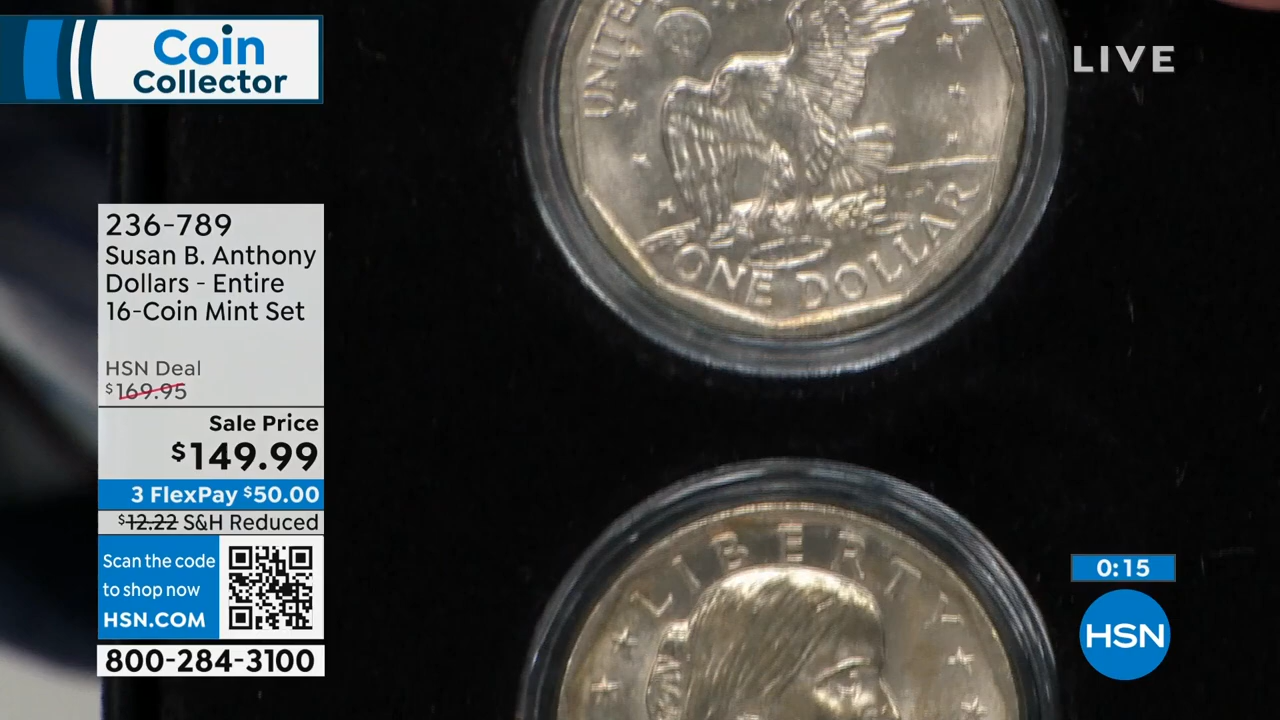 Coin
Collector
LIVE
236-789
Susan B. Anthony
Dollars - Entire
16-Coin Mint Set
HSN Deal
$169.95
Sale Price
$149.99
3 FlexPay $50.00
$12.22 S&H Reduced
Scan the code
to shop now
HSN.COM
800-284-3100
UNITED
ONE DOLLAR
LIBERTY
0:15
HSN